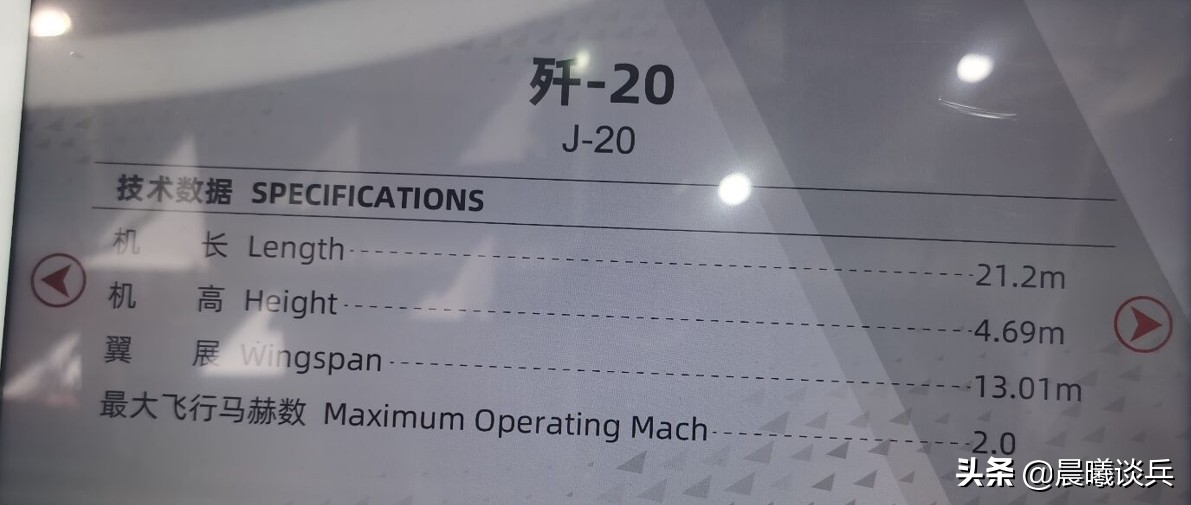 歼-20
J-20
技术数据 SPECIFICATIONS
机 长 Length 21.2m
机 高 Height 4.69m
翼 展 Wingspan 13.01m
最大飞行马赫数 Maximum Operating Mach 2.0
头条 @晨曦谈兵